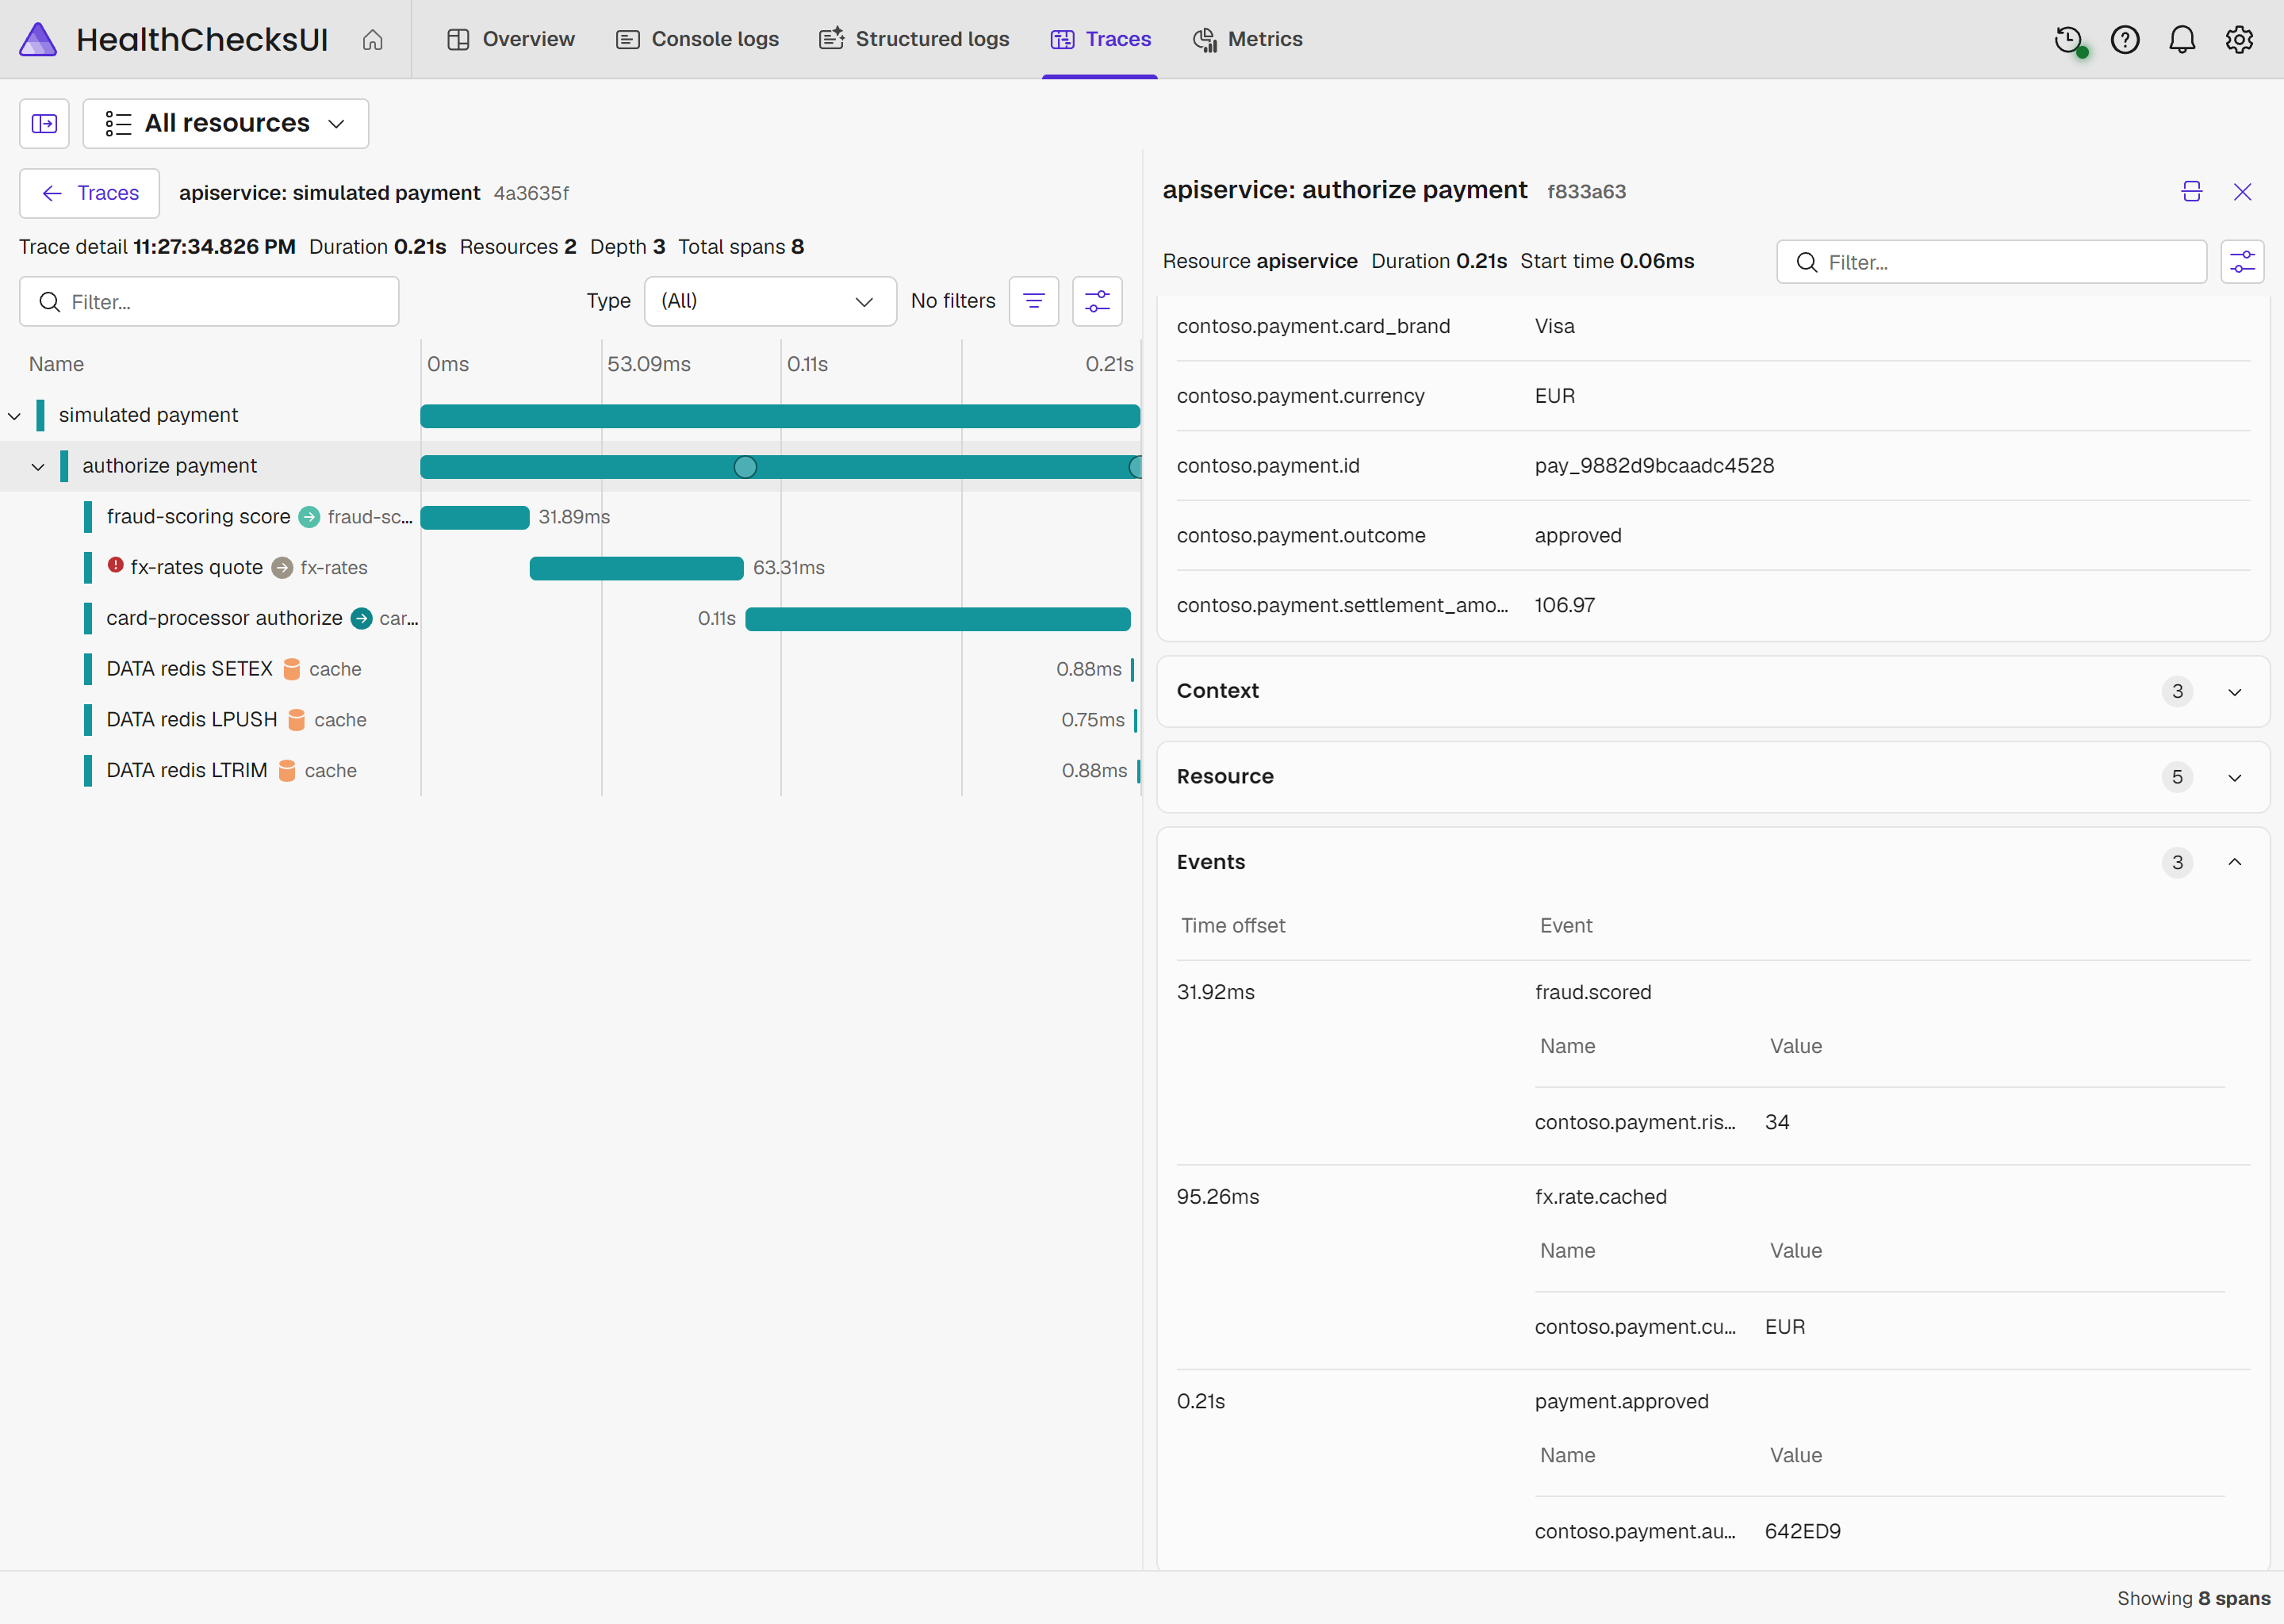 HealthChecksUI
Overview
Console logs
Structured logs
Traces
Metrics
All resources
Traces
apiservice: simulated payment 4a3635f
Trace detail 11:27:34.826 PM Duration 0.21s Resources 2 Depth 3 Total spans 8
Filter...
Type (All) No filters
Name 0ms 53.09ms 0.11s 0.21s
simulated payment
authorize payment
fraud-scoring score fraud-sc... 31.89ms
fx-rates quote fx-rates 63.31ms
card-processor authorize car... 0.11s
DATA redis SETEX cache 0.88ms
DATA redis LPUSH cache 0.75ms
DATA redis LTRIM cache 0.88ms
apiservice: authorize payment f833a63
Resource apiservice Duration 0.21s Start time 0.06ms
Filter...
contoso.payment.card_brand Visa
contoso.payment.currency EUR
contoso.payment.id pay_9882d9bcaadc4528
contoso.payment.outcome approved
contoso.payment.settlement_amo... 106.97
Context 3
Resource 5
Events 3
Time offset Event
31.92ms fraud.scored
Name Value
contoso.payment.ris... 34
95.26ms fx.rate.cached
Name Value
contoso.payment.cu... EUR
0.21s payment.approved
Name Value
contoso.payment.au... 642ED9
Showing 8 spans